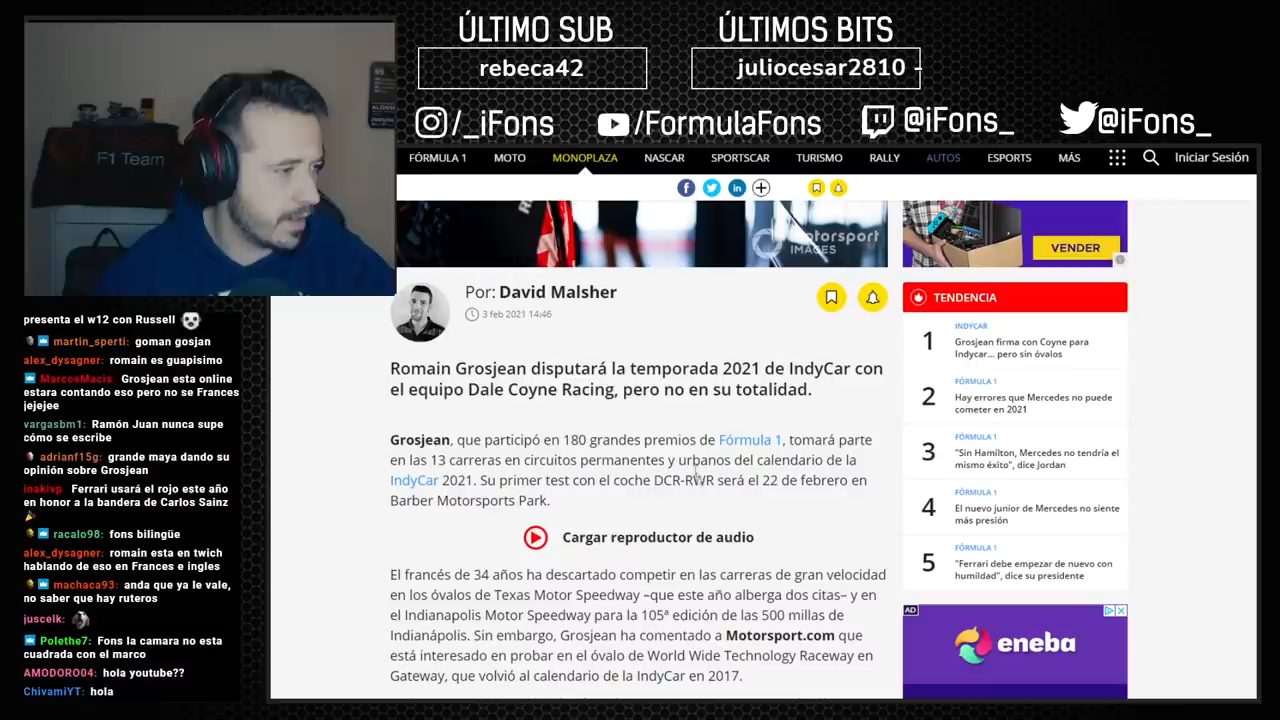 ÚLTIMO SUB
rebeca42
ÚLTIMOS BITS
juliocesar2810 -
/_iFons
/FormulaFons
@iFons_
@iFons_
F1 Team
ALONSO
FÓRMULA 1 MOTO MONOPLAZA NASCAR SPORTSCAR TURISMO RALLY AUTOS ESPORTS MÁS Iniciar Sesión
motorsport
IMAGES
VENDER
Por: David Malsher
3 feb 2021 14:46
Romain Grosjean disputará la temporada 2021 de IndyCar con
el equipo Dale Coyne Racing, pero no en su totalidad.
Grosjean, que participó en 180 grandes premios de Fórmula 1, tomará parte
en las 13 carreras en circuitos permanentes y urbanos del calendario de la
IndyCar 2021. Su primer test con el coche DCR-RWR será el 22 de febrero en
Barber Motorsports Park.
Cargar reproductor de audio
El francés de 34 años ha descartado competir en las carreras de gran velocidad
en los óvalos de Texas Motor Speedway –que este año alberga dos citas– y en
el Indianapolis Motor Speedway para la 105ª edición de las 500 millas de
Indianápolis. Sin embargo, Grosjean ha comentado a Motorsport.com que
está interesado en probar en el óvalo de World Wide Technology Raceway en
Gateway, que volvió al calendario de la IndyCar en 2017.
TENDENCIA
1
INDYCAR
Grosjean firma con Coyne para
Indycar... pero sin óvalos
2
FÓRMULA 1
Hay errores que Mercedes no puede
cometer en 2021
3
FÓRMULA 1
"Sin Hamilton, Mercedes no tendría el
mismo éxito", dice Jordan
4
FÓRMULA 1
El nuevo junior de Mercedes no siente
más presión
5
FÓRMULA 1
"Ferrari debe empezar de nuevo con
humildad", dice su presidente
AD
eneba
presenta el w12 con Russell
martin_sperti: goman gosjan
alex_dysagner: romain es guapisimo
MarcosMacis: Grosjean esta online
estara contando eso pero no se Frances
jejejee
vargasbm1: Ramón Juan nunca supe
cómo se escribe
adrianf15g: grande maya dando su
opinión sobre Grosjean
inakivp: Ferrari usará el rojo este año
en honor a la bandera de Carlos Sainz
racalo98: fons bilingüe
alex_dysagner: romain esta en twich
hablando de eso en Frances e ingles
machaca93: anda que ya le vale,
no saber que hay ruteros
juscelk:
Polethe7: Fons la camara no esta
cuadrada con el marco
AMODORO04: hola youtube??
ChivamiYT: hola